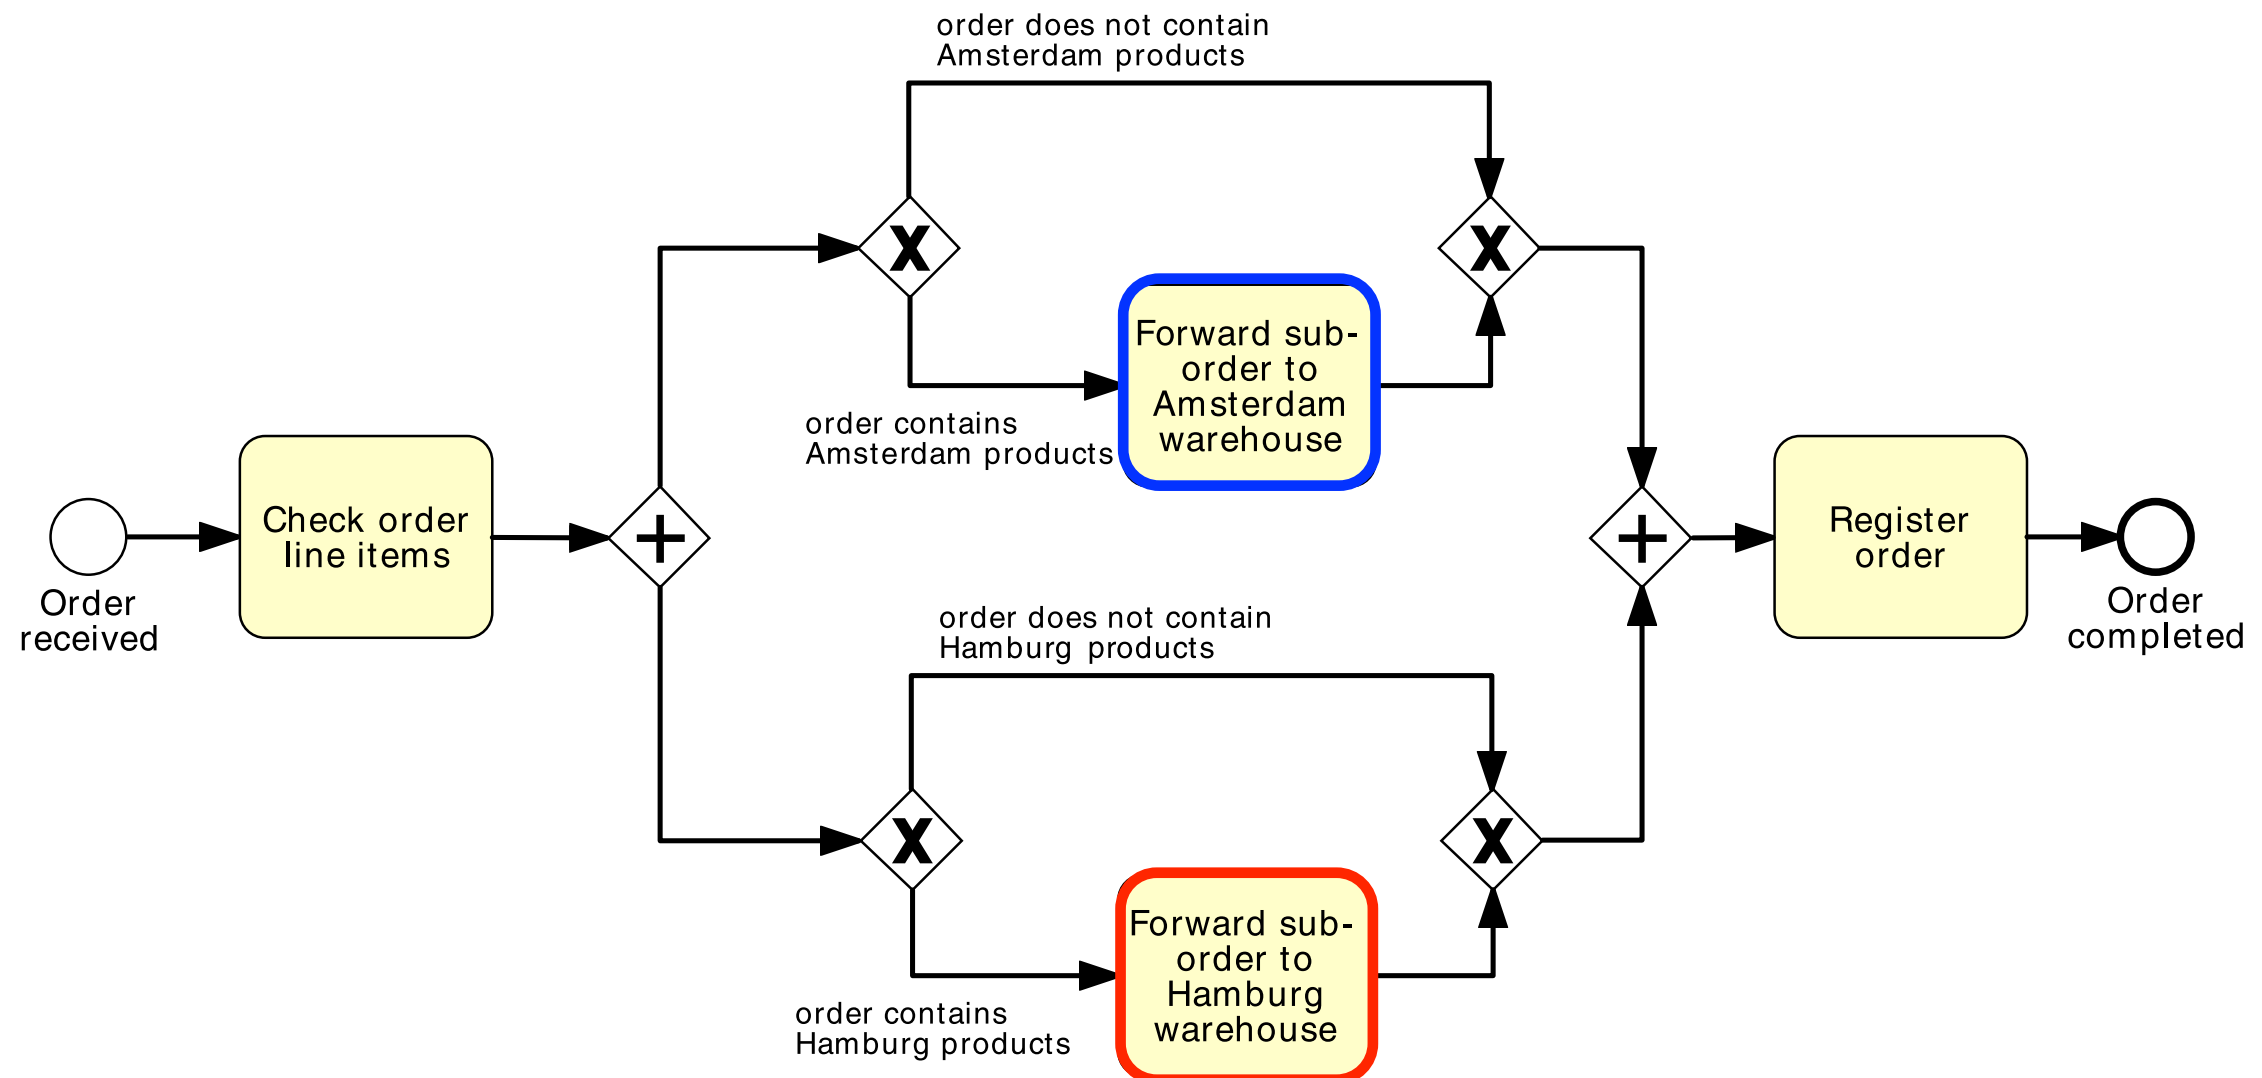 order does not contain
Amsterdam products
Forward sub-
order to
Amsterdam
warehouse
order contains
Amsterdam products
Check order
line items
Order
received
Register
order
Order
completed
order does not contain
Hamburg products
Forward sub-
order to
Hamburg
warehouse
order contains
Hamburg products